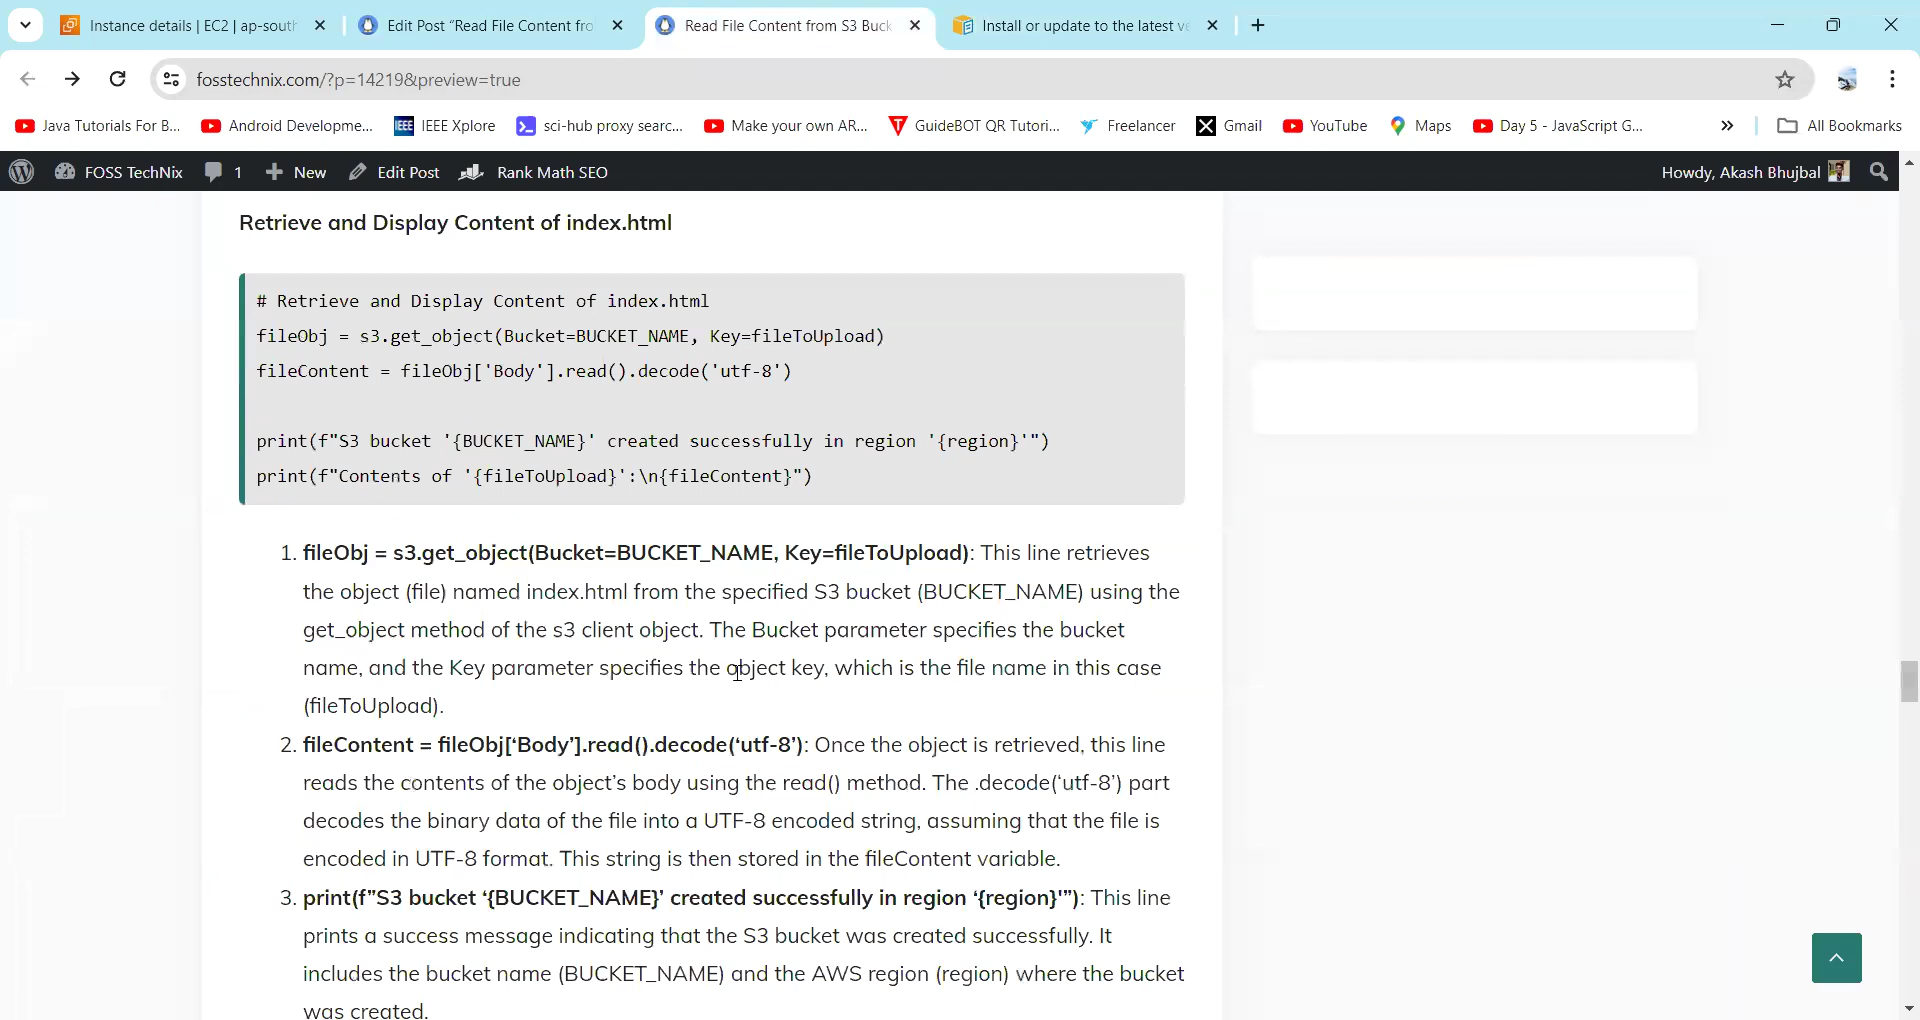 Instance details | EC2 | ap-south
Edit Post “Read File Content fro
Read File Content from S3 Buck
Install or update to the latest ve
fosstechnix.com/?p=14219&preview=true
Java Tutorials For B...
Android Developme...
IEEE
IEEE Xplore
sci-hub proxy searc...
Make your own AR...
GuideBOT QR Tutori...
Freelancer
Gmail
YouTube
Maps
Day 5 - JavaScript G...
»
All Bookmarks
FOSS TechNix
1
New
Edit Post
Rank Math SEO
Howdy, Akash Bhujbal
Retrieve and Display Content of index.html
# Retrieve and Display Content of index.html
fileObj = s3.get_object(Bucket=BUCKET_NAME, Key=fileToUpload)
fileContent = fileObj['Body'].read().decode('utf-8')
print(f"S3 bucket '{BUCKET_NAME}' created successfully in region '{region}'")
print(f"Contents of '{fileToUpload}':\n{fileContent}")
1. fileObj = s3.get_object(Bucket=BUCKET_NAME, Key=fileToUpload): This line retrieves
the object (file) named index.html from the specified S3 bucket (BUCKET_NAME) using the
get_object method of the s3 client object. The Bucket parameter specifies the bucket
name, and the Key parameter specifies the object key, which is the file name in this case
(fileToUpload).
2. fileContent = fileObj[‘Body’].read().decode(‘utf-8’): Once the object is retrieved, this line
reads the contents of the object’s body using the read() method. The .decode(‘utf-8’) part
decodes the binary data of the file into a UTF-8 encoded string, assuming that the file is
encoded in UTF-8 format. This string is then stored in the fileContent variable.
3. print(f”S3 bucket ‘{BUCKET_NAME}’ created successfully in region ‘{region}'”): This line
prints a success message indicating that the S3 bucket was created successfully. It
includes the bucket name (BUCKET_NAME) and the AWS region (region) where the bucket
was created.